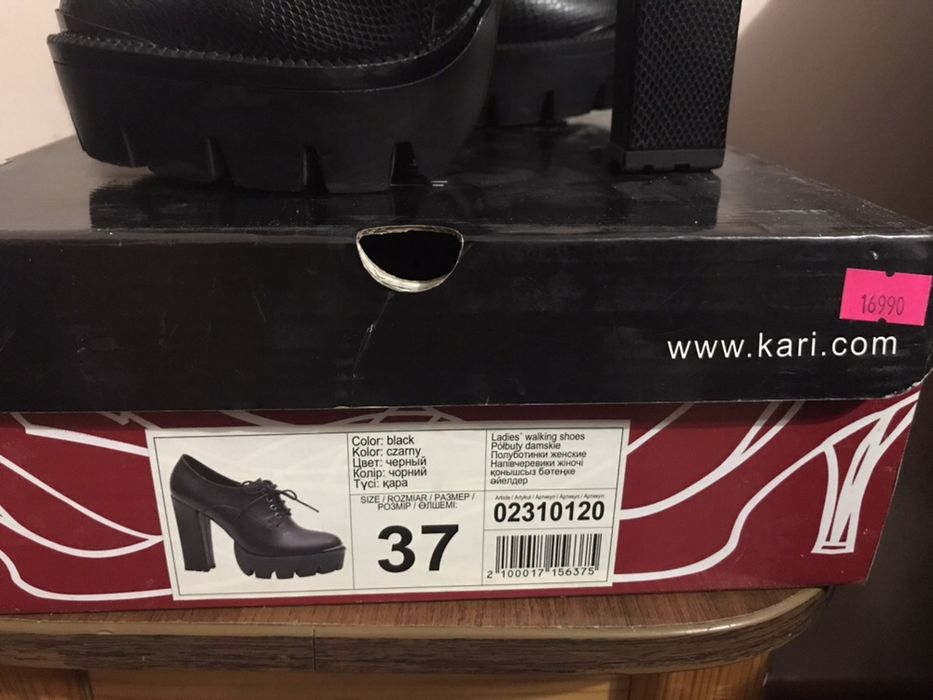 16990
www.kari.com
Color: black
Kolor: czarny
Цвет: черный
Колір: чорний
Түсі: қара
SIZE / ROZMIAR / РАЗМЕР /
РОЗМІР / ӨЛШЕМІ:
37
Ladies` walking shoes
Półbuty damskie
Полуботинки женские
Напівчеревики жіночі
қонышсыз бәтеңке
әйелдер
Article / Artykuł / Артикул / Артикул / Артикул
02310120
2 100017 156375